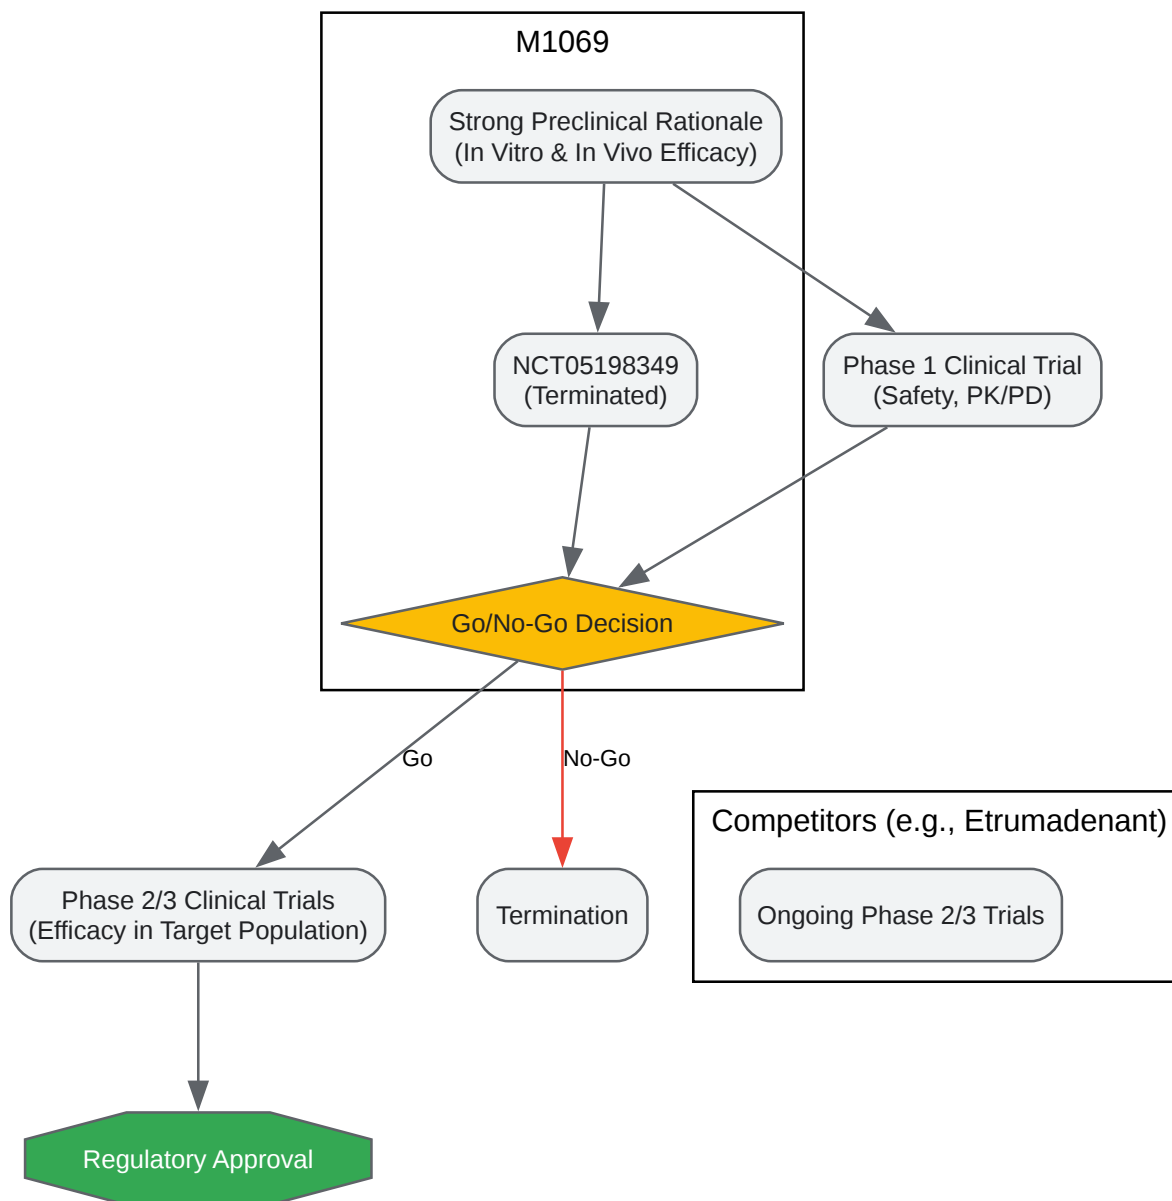 M1069
Strong Preclinical Rationale
(In Vitro & In Vivo Efficacy)
NCT05198349
(Terminated)
Phase 1 Clinical Trial
(Safety, PK/PD)
Go/No-Go Decision
Go
No-Go
Competitors (e.g., Etrumadenant)
Phase 2/3 Clinical Trials
(Efficacy in Target Population)
Termination
Ongoing Phase 2/3 Trials
Regulatory Approval